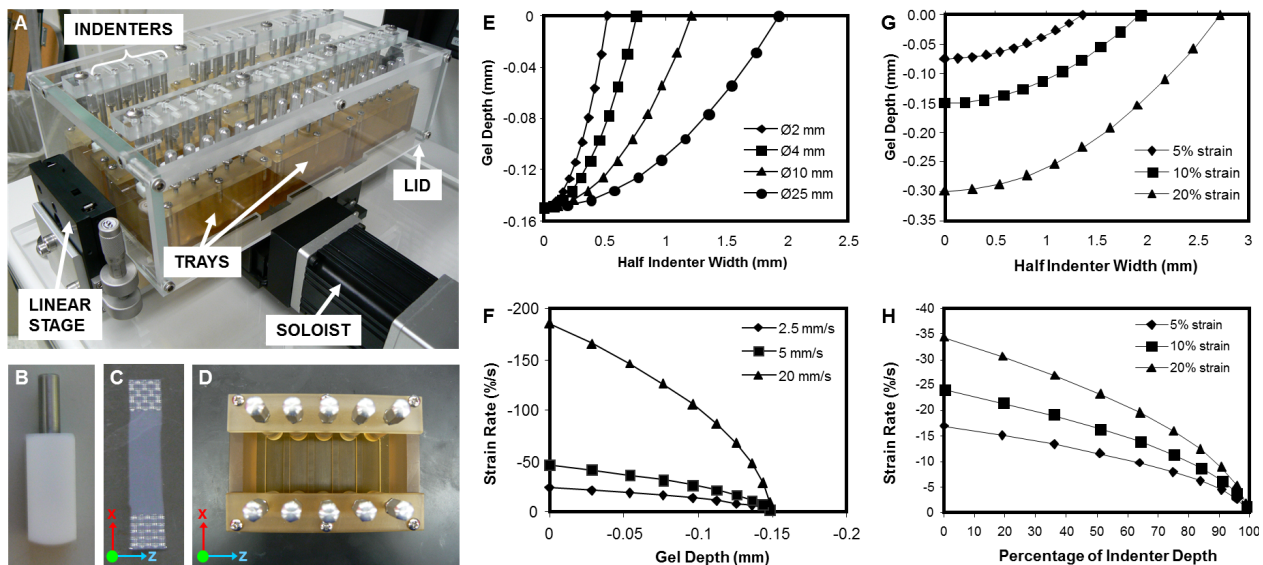 A
INDENTERS
LID
TRAYS
LINEAR
STAGE
SOLOIST
B
C
X
Z
D
X
Z
E
Gel Depth (mm)
0
-0.04
-0.08
-0.12
-0.16
0
0.5
1
1.5
2
2.5
Ø2 mm
Ø4 mm
Ø10 mm
Ø25 mm
Half Indenter Width (mm)
F
Strain Rate (%/s)
-200
-150
-100
-50
0
0
-0.05
-0.1
-0.15
-0.2
2.5 mm/s
5 mm/s
20 mm/s
Gel Depth (mm)
G
Gel Depth (mm)
0.00
-0.05
-0.10
-0.15
-0.20
-0.25
-0.30
-0.35
0
0.5
1
1.5
2
2.5
3
5% strain
10% strain
20% strain
Half Indenter Width (mm)
H
Strain Rate (%/s)
-40
-35
-30
-25
-20
-15
-10
-5
0
0
10
20
30
40
50
60
70
80
90
100
5% strain
10% strain
20% strain
Percentage of Indenter Depth